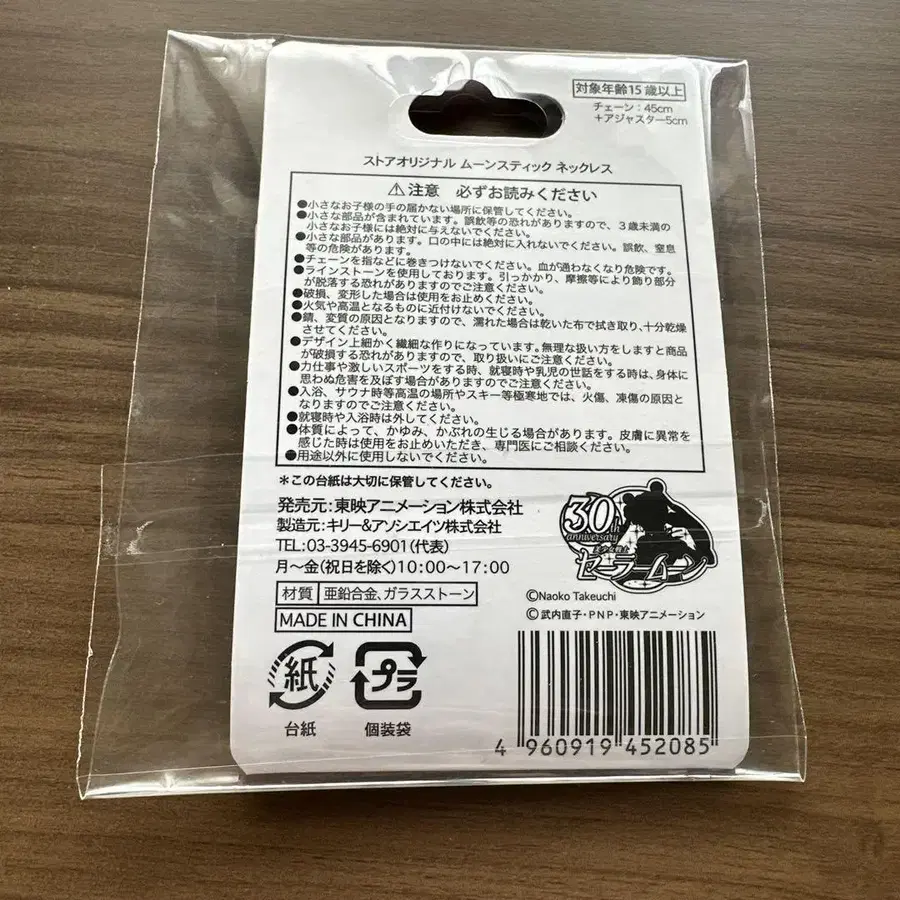 対象年齢15歳以上
チェーン：45cm
＋アジャスター5cm
ストアオリジナル ムーンスティック ネックレス
⚠注意　必ずお読みください
●小さなお子様の手の届かない場所に保管してください。
●小さな部品が含まれています。誤飲等の恐れがありますので、３歳未満の
小さなお子様には絶対に与えないでください。
●小さな部品があります。口の中には絶対に入れないでください。誤飲、窒息
等の危険があります。
●チェーンを指などに巻きつけないでください。血が通わなくなり危険です。
●ラインストーンを使用しております。引っかかり、摩擦等により飾り部分
が脱落する恐れがありますのでご注意ください。
●破損、変形した場合は使用をお止めください。
●火気や高温となるものに近付けないでください。
●錆、変質の原因となりますので、濡れた場合は乾いた布で拭き取り、十分乾燥
させてください。
●デザイン上細かく繊細な作りになっています。無理な扱い方をしますと商品
が破損する恐れがありますので、取り扱いにご注意ください。
●力仕事や激しいスポーツをする時、就寝時や乳児の世話をする時は、身体に
思わぬ危害を及ぼす場合がありますのでご注意ください。
●入浴、サウナ時等高温の場所やスキー等極寒地では、火傷、凍傷の原因と
なりますのでご注意ください。
●就寝時や入浴時は外してください。
●体質によって、かゆみ、かぶれの生じる場合があります。皮膚に異常を
感じた時は使用をお止めいただき、専門医にご相談ください。
●用途以外に使用しないでください。
＊この台紙は大切に保管してください。
発売元：東映アニメーション株式会社
製造元：キリー&アソシエイツ株式会社
TEL：03-3945-6901（代表）
月〜金（祝日を除く）10：00〜17：00
材質 亜鉛合金、ガラスストーン
MADE IN CHINA
紙
台紙
プラ
個装袋
30th
anniversary
美少女戦士
セーラームーン
©Naoko Takeuchi
© 武内直子・PNP・東映アニメーション
4 960919 452085